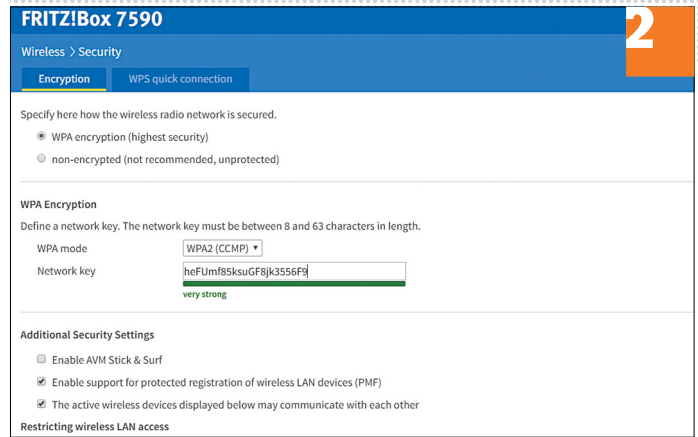 FRITZ!Box 7590
2
Wireless > Security
Encryption WPS quick connection
Specify here how the wireless radio network is secured.
WPA encryption (highest security)
non-encrypted (not recommended, unprotected)
WPA Encryption
Define a network key. The network key must be between 8 and 63 characters in length.
WPA mode WPA2 (CCMP)
Network key heFUmf85ksuGF8jk3556F9
very strong
Additional Security Settings
Enable AVM Stick & Surf
Enable support for protected registration of wireless LAN devices (PMF)
The active wireless devices displayed below may communicate with each other
Restricting wireless LAN access